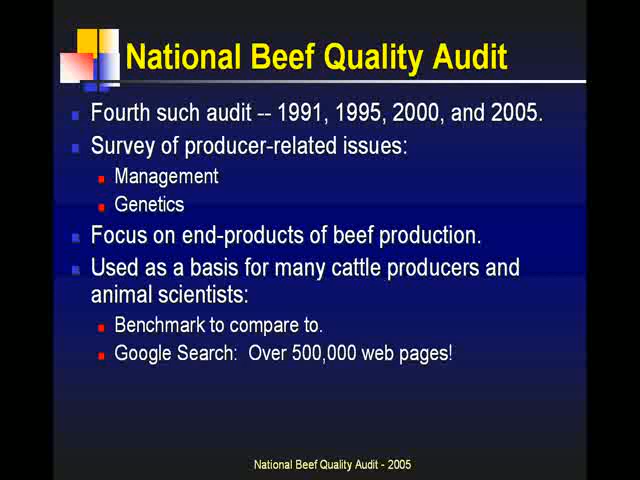 National Beef Quality Audit
Fourth such audit -- 1991, 1995, 2000, and 2005.
Survey of producer-related issues:
Management
Genetics
Focus on end-products of beef production.
Used as a basis for many cattle producers and
animal scientists:
Benchmark to compare to.
Google Search:  Over 500,000 web pages!
National Beef Quality Audit - 2005